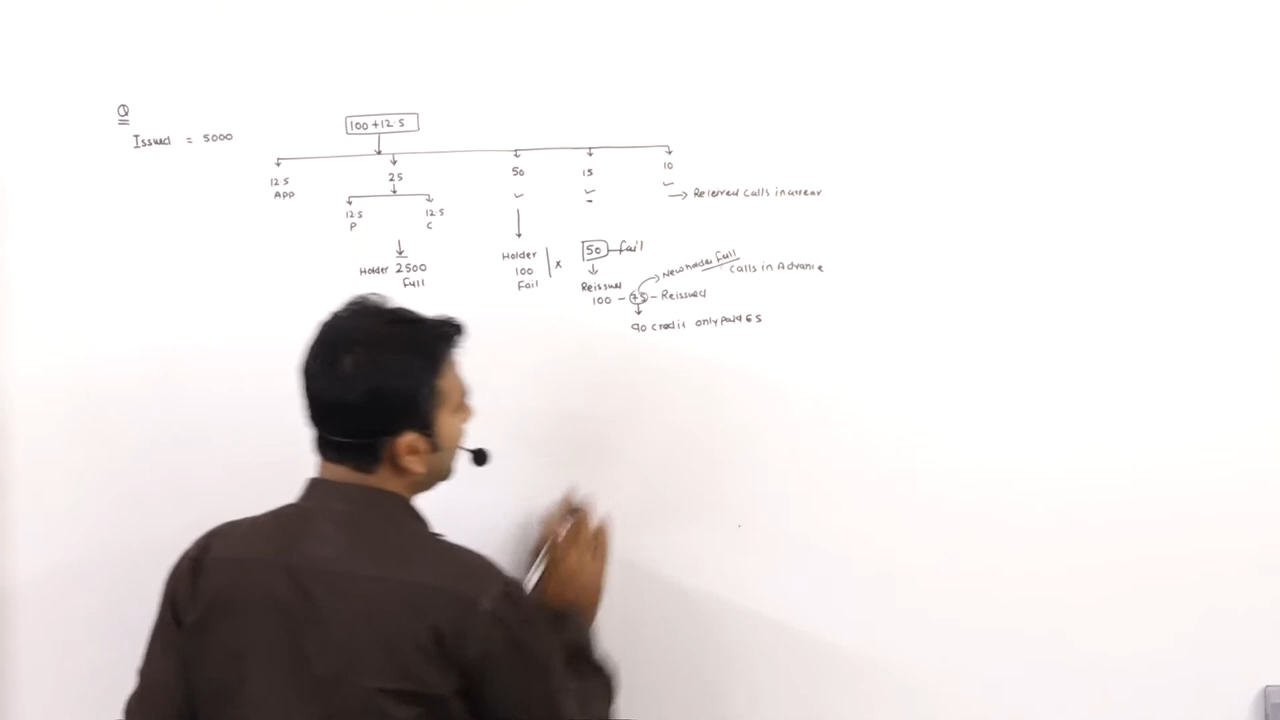 Q
Issued = 5000
100 + 12.5
12.5 25 50 15 10
APP
Referred calls in arrear
12.5 12.5
P C
Holder 2500
Full
Holder
100
Fail
x
50 fail
Reissue
100 - 75 - Reissued
New holder full
calls in Advance
90 credit only paid 65